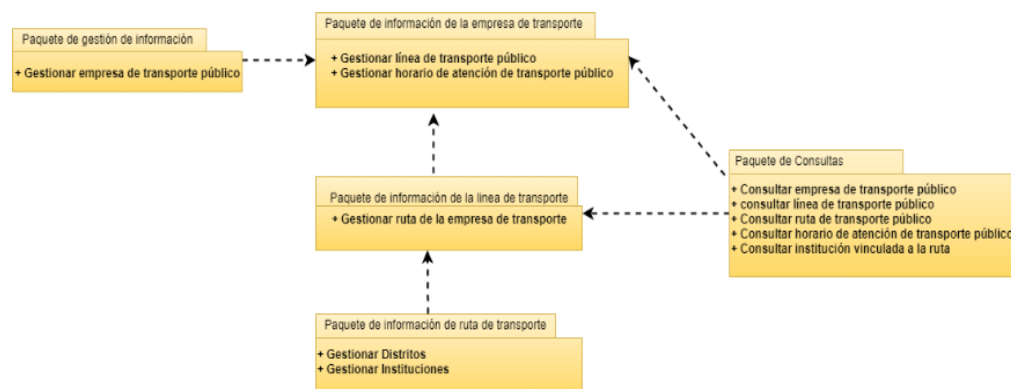 Paquete de gestión de información
+ Gestionar empresa de transporte público
Paquete de información de la empresa de transporte
+ Gestionar línea de transporte público
+ Gestionar horario de atención de transporte público
Paquete de Consultas
+ Consultar empresa de transporte público
+ consultar línea de transporte público
+ Consultar ruta de transporte público
+ Consultar horario de atención de transporte público
+ Consultar institución vinculada a la ruta
Paquete de información de la linea de transporte
+ Gestionar ruta de la empresa de transporte
Paquete de información de ruta de transporte
+ Gestionar Distritos
+ Gestionar Instituciones